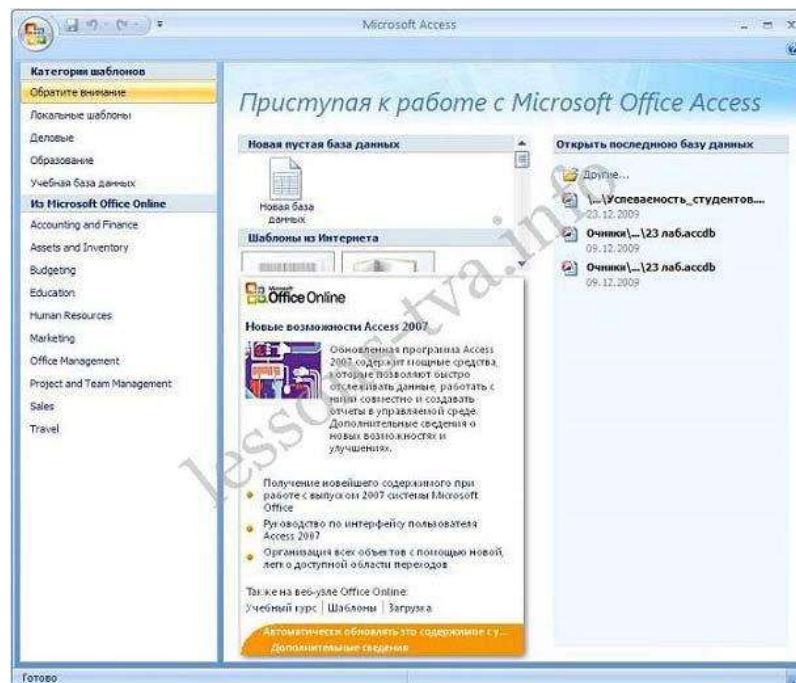 Microsoft Access
Категории шаблонов
Обратите внимание
Локальные шаблоны
Деловые
Образование
Учебная база данных
Из Microsoft Office Online
Accounting and Finance
Assets and Inventory
Budgeting
Education
Human Resources
Marketing
Office Management
Project and Team Management
Sales
Travel
Приступая к работе с Microsoft Office Access
Новая пустая база данных
Новая база
данных
Шаблоны из Интернета
Microsoft
Office Online
Новые возможности Access 2007
Обновленная программа Access
2007 содержит мощные средства,
которые позволяют быстро
отслеживать данные, работать с
ними совместно и создавать
отчеты в управляемой среде.
Дополнительные сведения о
новых возможностях и
улучшениях.
Получение новейшего содержимого при
работе с выпуском 2007 системы Microsoft
Office
Руководство по интерфейсу пользователя
Access 2007
Организация всех объектов с помощью новой,
легко доступной области переходов
Также на веб-узле Office Online:
Учебный курс | Шаблоны | Загрузка
Автоматически обновлять это содержимое с у...
Дополнительные сведения
Открыть последнюю базу данных
Другие...
\...\Успеваемость_студентов....
23.12.2009
Очники\...\23 лаб.accdb
09.12.2009
Очники\...\23 лаб.accdb
09.12.2009
Готово
lessons-tva.info